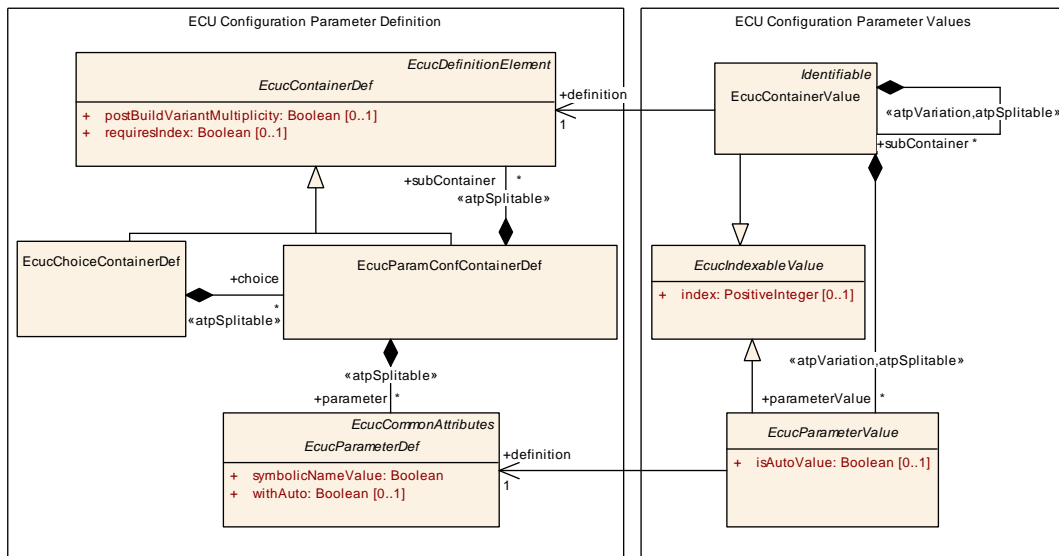 ECU Configuration Parameter Definition
ECU Configuration Parameter Values
EcucDefinitionElement
EcucContainerDef
+ postBuildVariantMultiplicity: Boolean [0..1]
+ requiresIndex: Boolean [0..1]
+definition
1
Identifiable
EcucContainerValue
«atpVariation,atpSplitable»
+subContainer *
+subContainer *
«atpSplitable»
EcucChoiceContainerDef
+choice
*
«atpSplitable»
EcucParamConfContainerDef
EcucIndexableValue
+ index: PositiveInteger [0..1]
«atpSplitable»
+parameter *
«atpVariation,atpSplitable»
+parameterValue *
EcucCommonAttributes
EcucParameterDef
+ symbolicNameValue: Boolean
+ withAuto: Boolean [0..1]
+definition
1
EcucParameterValue
+ isAutoValue: Boolean [0..1]